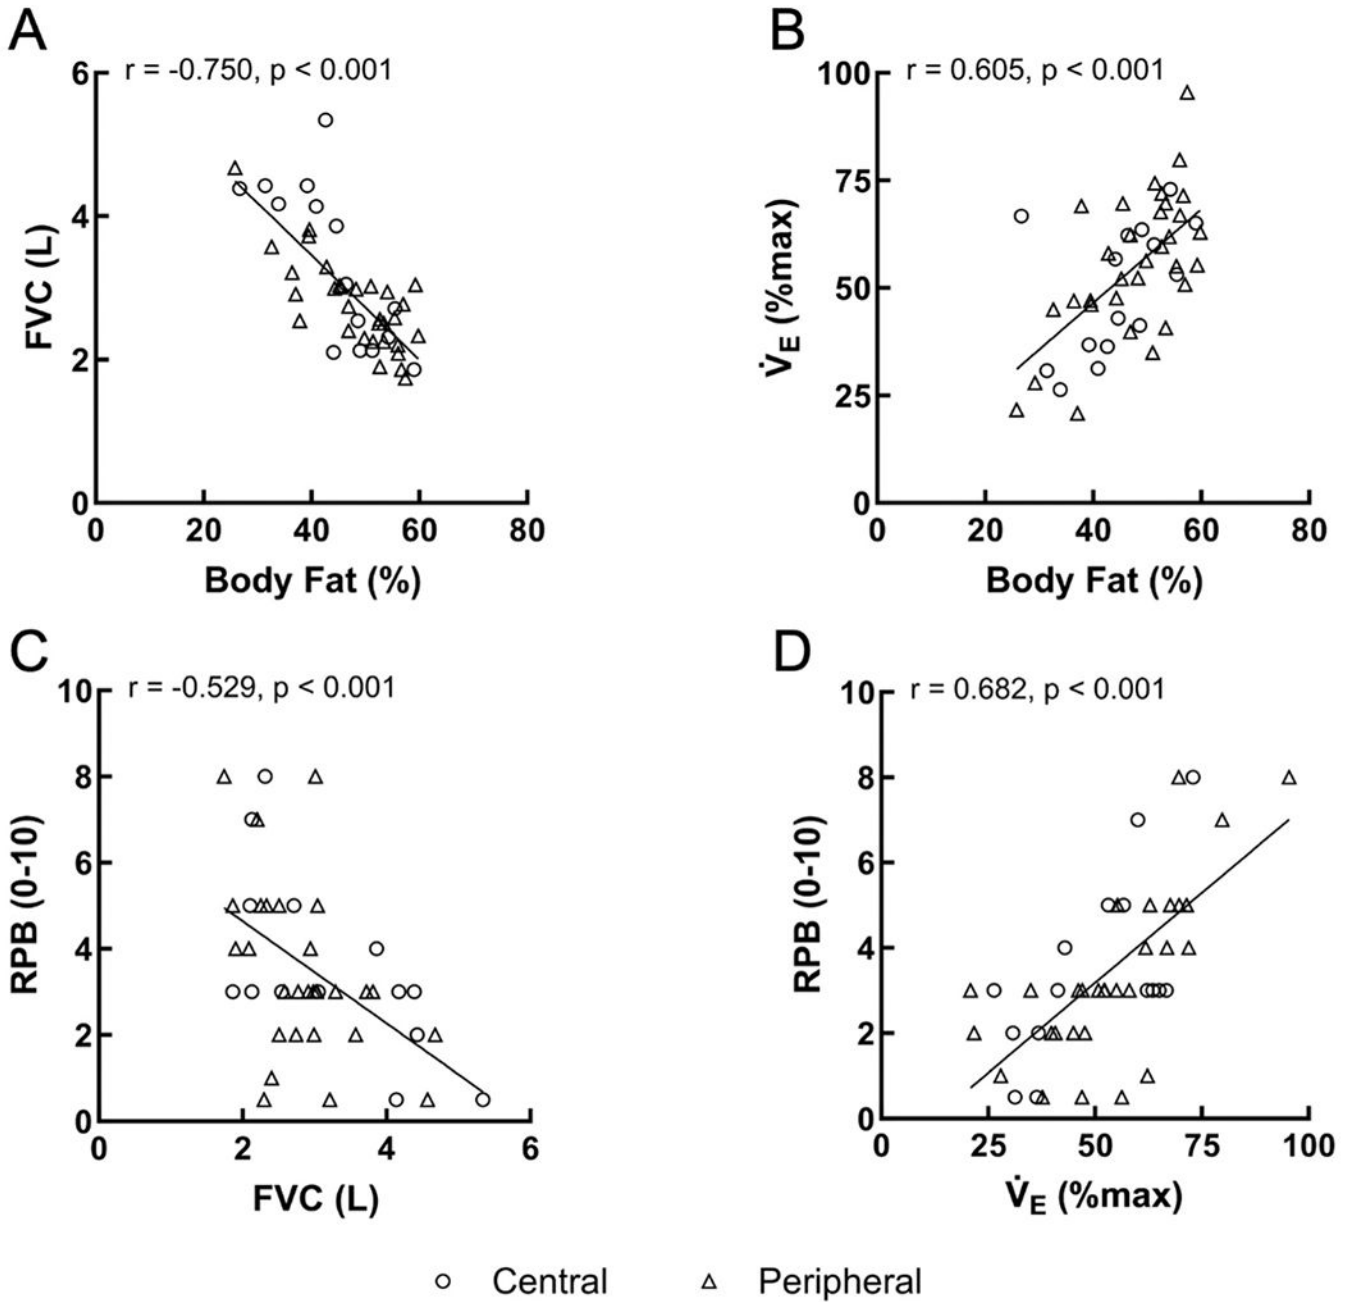 A
r = -0.750, p < 0.001
6
4
2
0
FVC (L)
0 20 40 60 80
Body Fat (%)
B
r = 0.605, p < 0.001
100
75
50
25
0
V̇E (%max)
0 20 40 60 80
Body Fat (%)
C
r = -0.529, p < 0.001
10
8
6
4
2
0
RPB (0-10)
0 2 4 6
FVC (L)
D
r = 0.682, p < 0.001
10
8
6
4
2
0
RPB (0-10)
0 25 50 75 100
V̇E (%max)
Central Peripheral